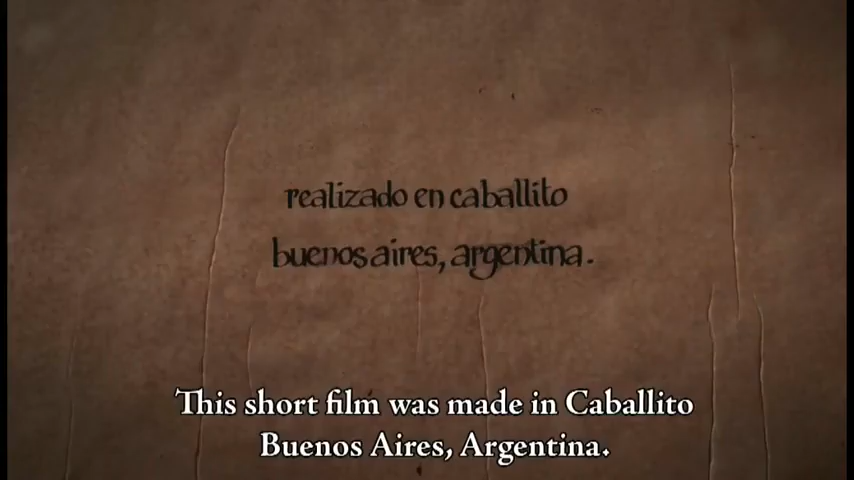 realizado en caballito
buenos aires, argentina.
This short film was made in Caballito
Buenos Aires, Argentina.